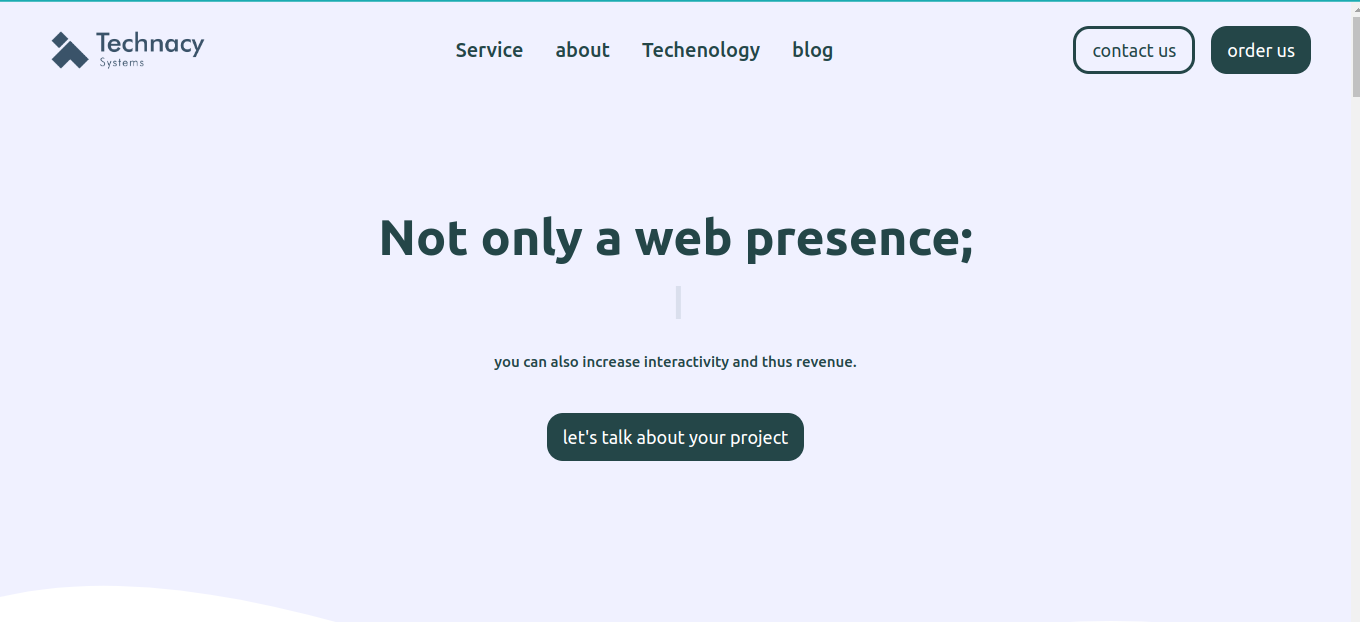 Technacy
Systems
Service about Techenology blog
contact us order us
Not only a web presence;
you can also increase interactivity and thus revenue.
let's talk about your project